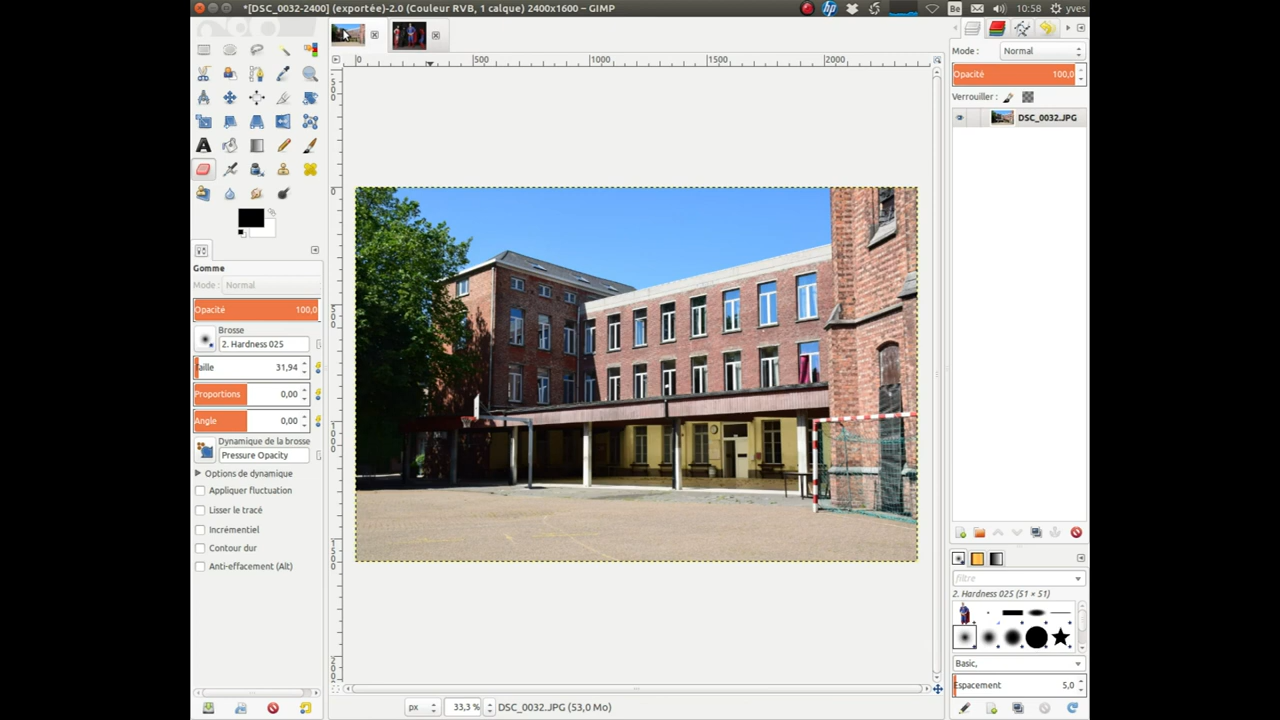 *[DSC_0032-2400] (exportée)-2.0 (Couleur RVB, 1 calque) 2400x1600 – GIMP
hp
Be
10:58
yves
0
500
1000
1500
2000
Mode :
Normal
Opacité
100,0
Verrouiller :
DSC_0032.JPG
Gomme
Mode :
Normal
Opacité
100,0
Brosse
2. Hardness 025
Taille
31,94
Proportions
0,00
Angle
0,00
Dynamique de la brosse
Pressure Opacity
Options de dynamique
Appliquer fluctuation
Lisser le tracé
Incrémentiel
Contour dur
Anti-effacement (Alt)
filtre
2. Hardness 025 (51 × 51)
Basic,
Espacement
5,0
px
33,3 %
DSC_0032.JPG (53,0 Mo)